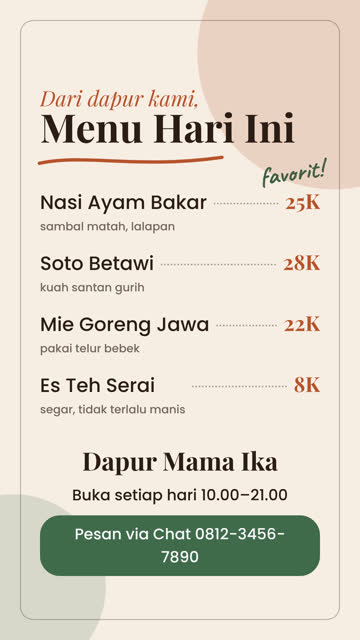 Dari dapur kami,
Menu Hari Ini
favorit!
Nasi Ayam Bakar 25K
sambal matah, lalapan
Soto Betawi 28K
kuah santan gurih
Mie Goreng Jawa 22K
pakai telur bebek
Es Teh Serai 8K
segar, tidak terlalu manis
Dapur Mama Ika
Buka setiap hari 10.00–21.00
Pesan via Chat 0812-3456-
7890